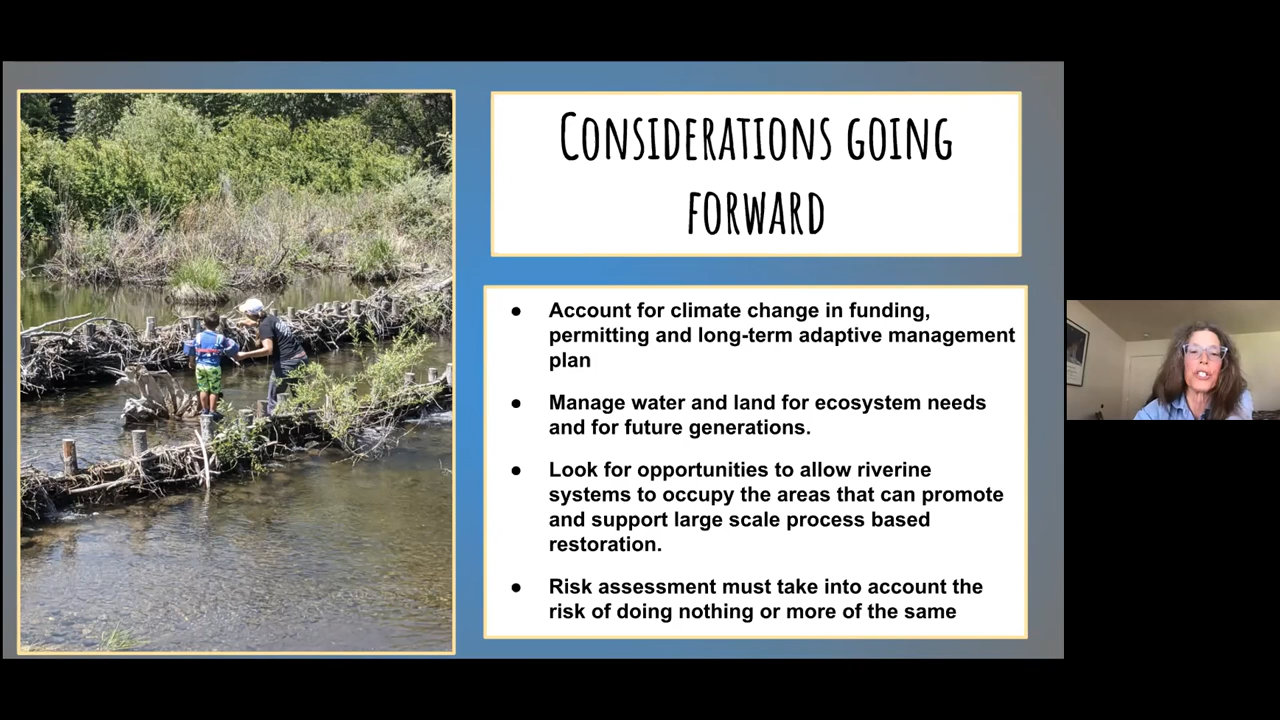 Considerations going
forward
● Account for climate change in funding,
permitting and long-term adaptive management
plan
● Manage water and land for ecosystem needs
and for future generations.
● Look for opportunities to allow riverine
systems to occupy the areas that can promote
and support large scale process based
restoration.
● Risk assessment must take into account the
risk of doing nothing or more of the same